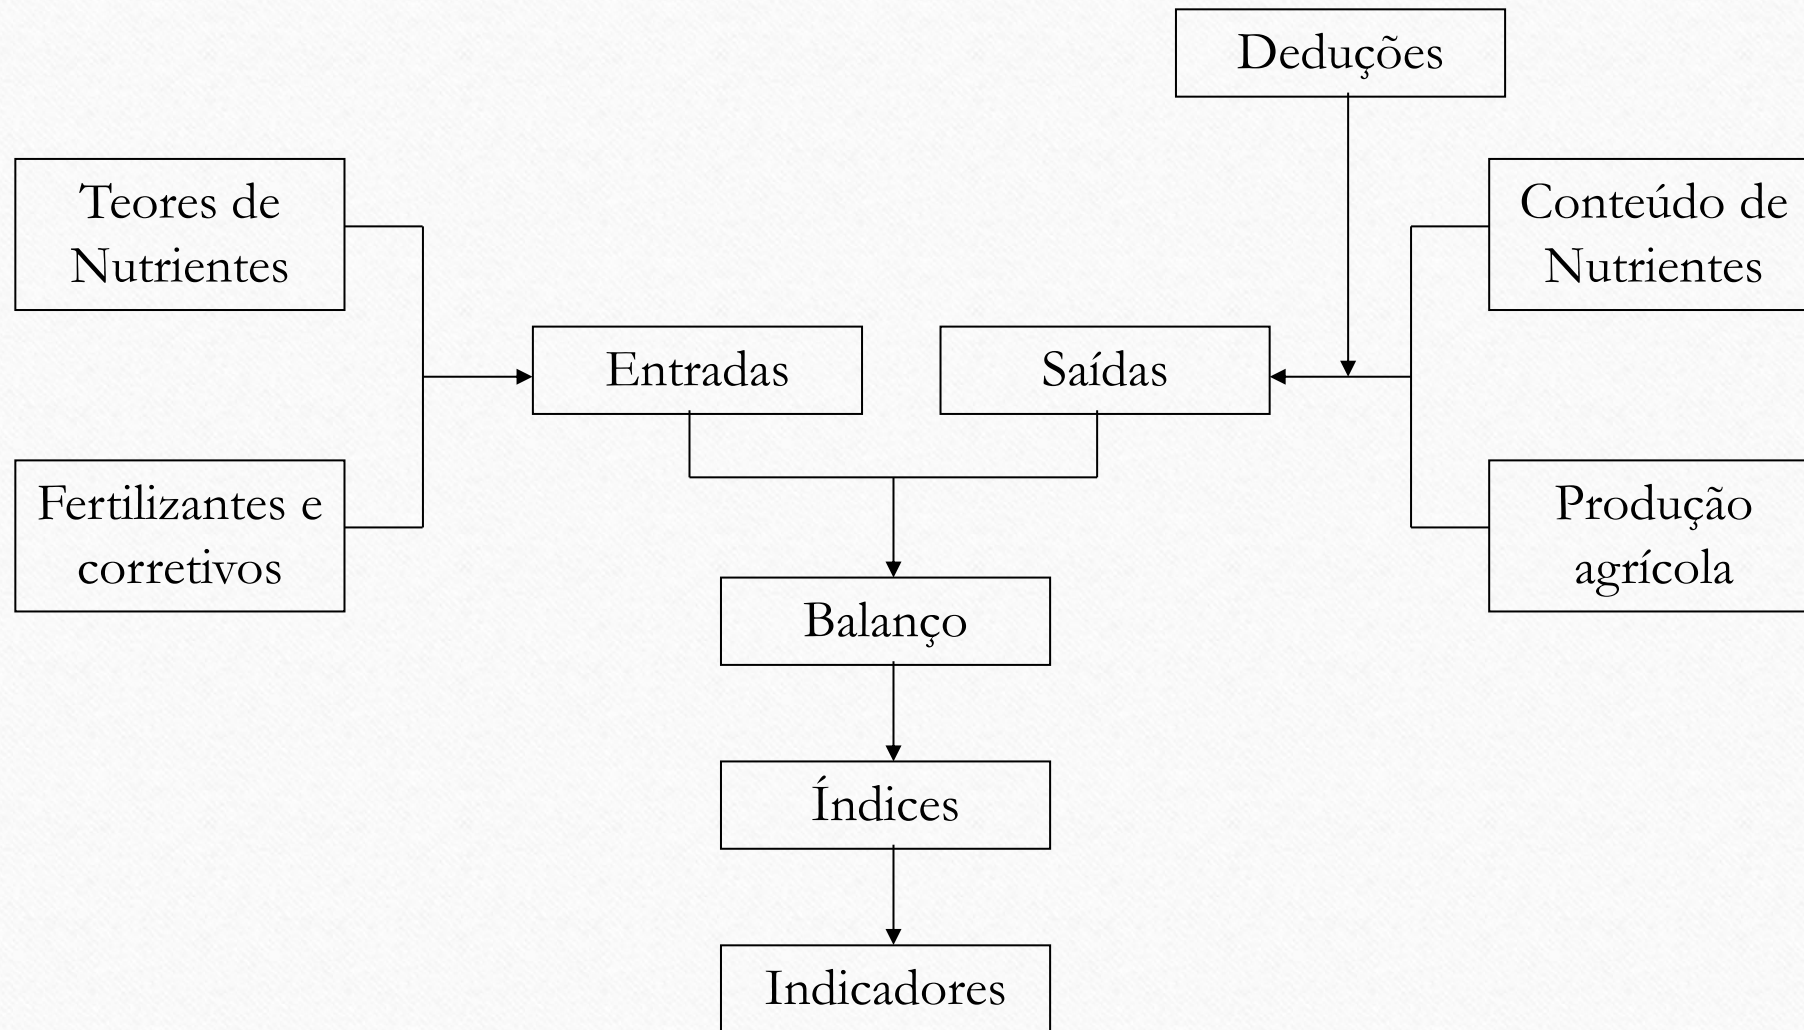 Deduções
Teores de
Nutrientes
Conteúdo de
Nutrientes
Entradas
Saídas
Fertilizantes e
corretivos
Produção
agrícola
Balanço
Índices
Indicadores